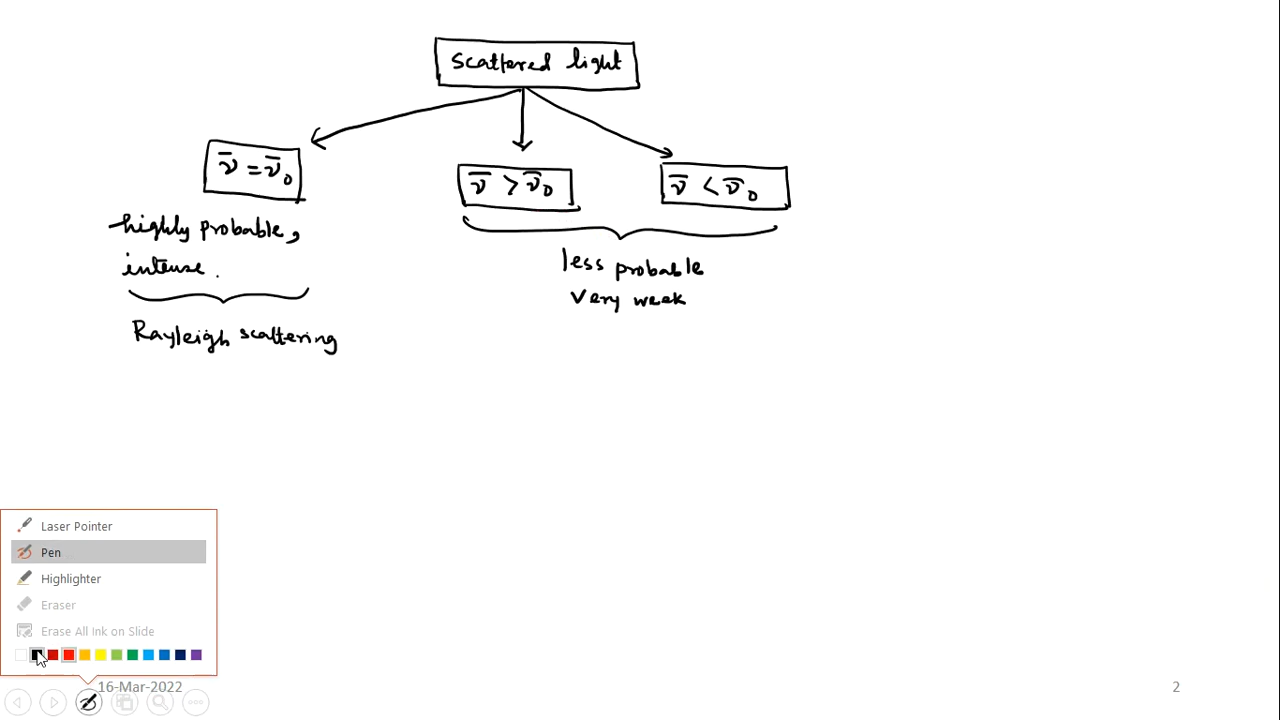 Scattered light
ν̅ = ν̅₀
ν̅ > ν̅₀
ν̅ < ν̅₀
highly probable,
intense.
less probable
very week
Rayleigh scattering
Laser Pointer
Pen
Highlighter
Eraser
Erase All Ink on Slide
16-Mar-2022
2